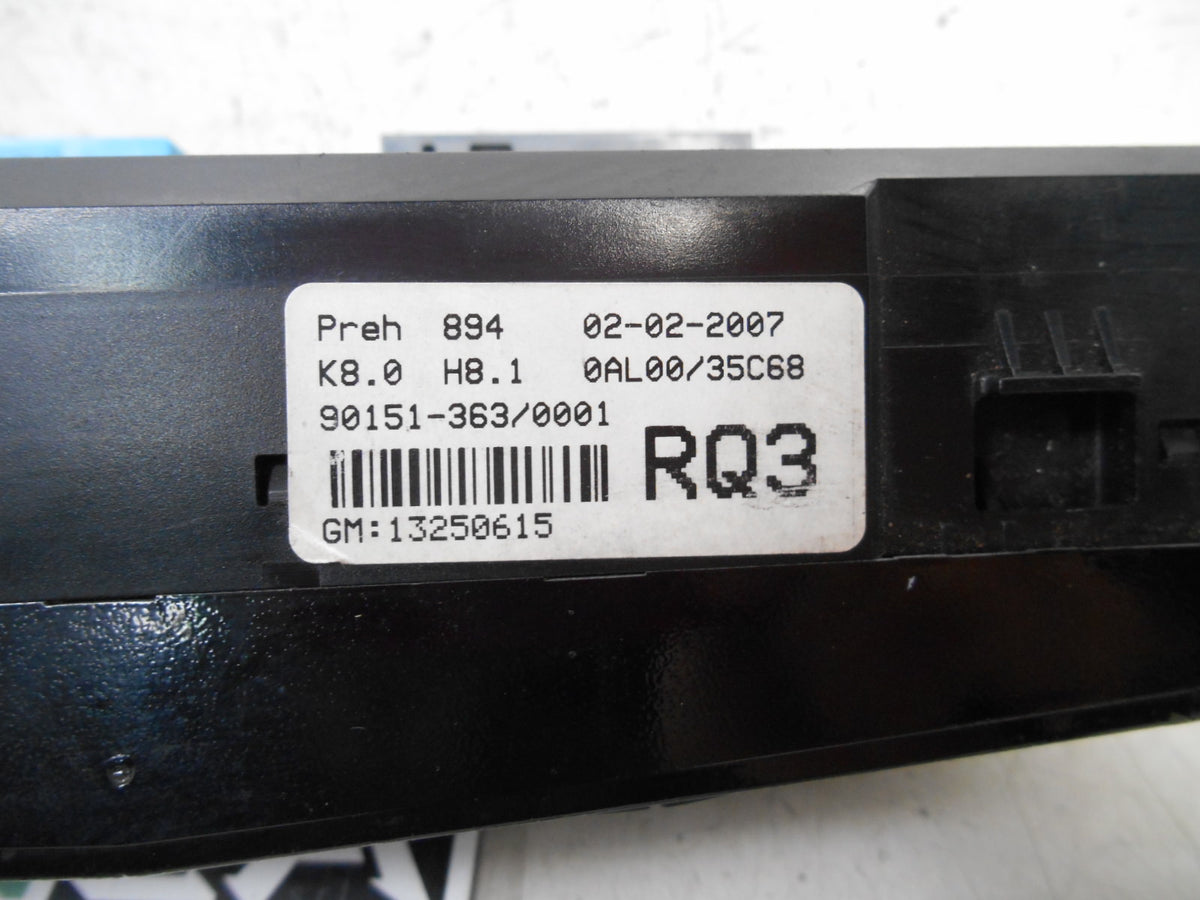 Preh 894 02-02-2007
K8.0 H8.1 0AL00/35C68
90151-363/0001
RQ3
GM:13250615